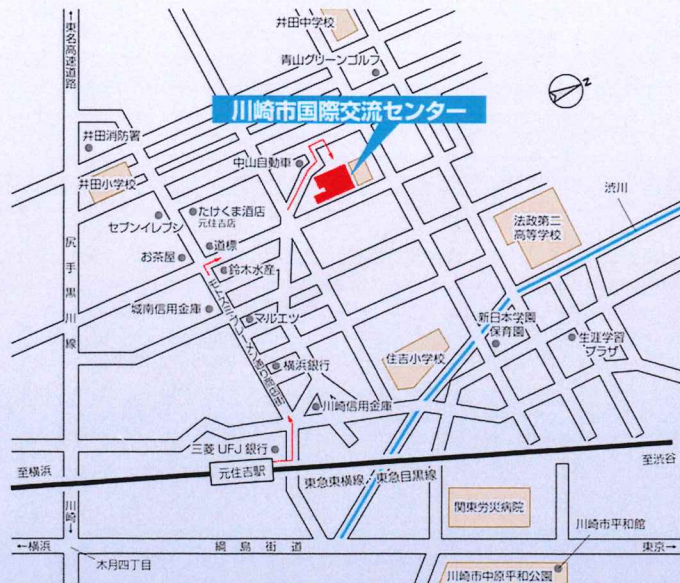 井田中学校
青山グリーンゴルフ
↑東名高速道路
N
川崎市国際交流センター
井田消防署
中山自動車
井田小学校
たけくま酒店
元住吉店
セブンイレブン
道標
お茶屋
鈴木水産
法政第二
高等学校
渋川
尻手黒川線
城南信用金庫
マルエツ
新日本学園
保育園
生涯学習
プラザ
横浜銀行
住吉小学校
川崎信用金庫
三菱UFJ銀行
至横浜
元住吉駅
東急東横線
東急目黒線
至渋谷
川崎↓
関東労災病院
川崎市平和館
←横浜
綱島街道
東京→
木月四丁目
川崎市中原平和公園